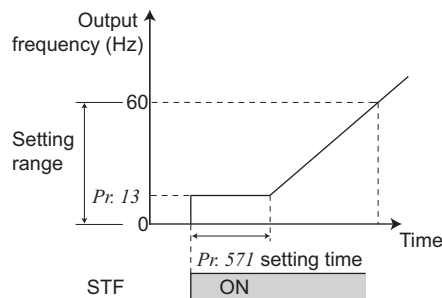 Output
frequency (Hz)
60
Setting
range
Pr. 13
0
Time
Pr. 571 setting time
STF
ON